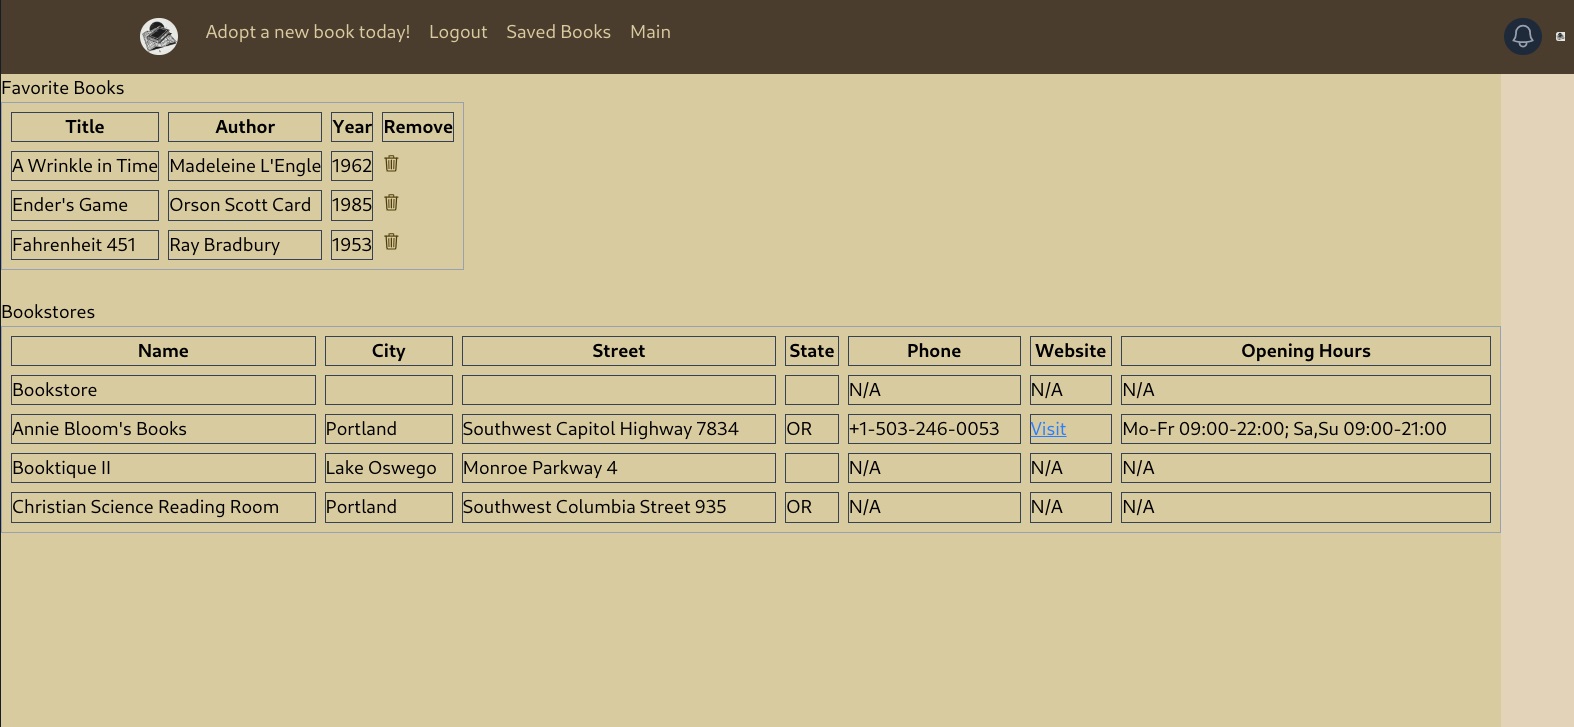 Adopt a new book today! Logout Saved Books Main
Favorite Books
Title Author Year Remove
A Wrinkle in Time Madeleine L'Engle 1962
Ender's Game Orson Scott Card 1985
Fahrenheit 451 Ray Bradbury 1953
Bookstores
Name City Street State Phone Website Opening Hours
Bookstore N/A N/A N/A
Annie Bloom's Books Portland Southwest Capitol Highway 7834 OR +1-503-246-0053 Visit Mo-Fr 09:00-22:00; Sa,Su 09:00-21:00
Booktique II Lake Oswego Monroe Parkway 4 N/A N/A N/A
Christian Science Reading Room Portland Southwest Columbia Street 935 OR N/A N/A N/A